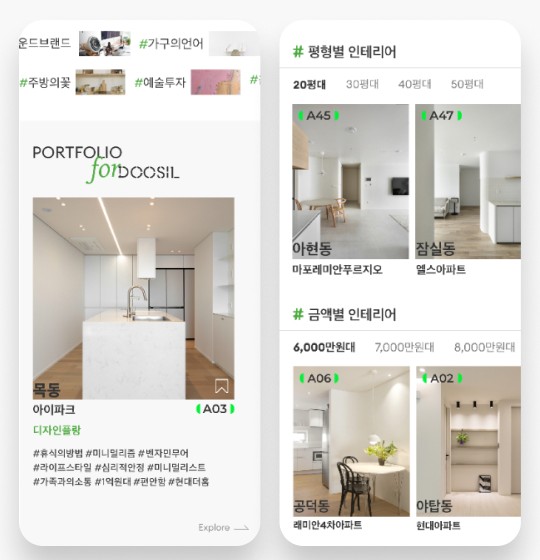 운드브랜드
#가구의언어
#주방의꽃
#예술투자
#
PORTFOLIO
for DOOSIL
목동
아이파크
A03
디자인플랑
#휴식의방법 #미니멀리즘 #벤자민무어
#라이프스타일 #심리적안정 #미니멀리스트
#가족과의소통 #1억원대 #편안함 #현대더홈
Explore
# 평형별 인테리어
20평대 30평대 40평대 50평대
A45
아현동
마포레미안푸르지오
A47
잠실동
엘스아파트
# 금액별 인테리어
6,000만원대 7,000만원대 8,000만원대
A06
공덕동
래미안4차아파트
A02
야탑동
현대아파트